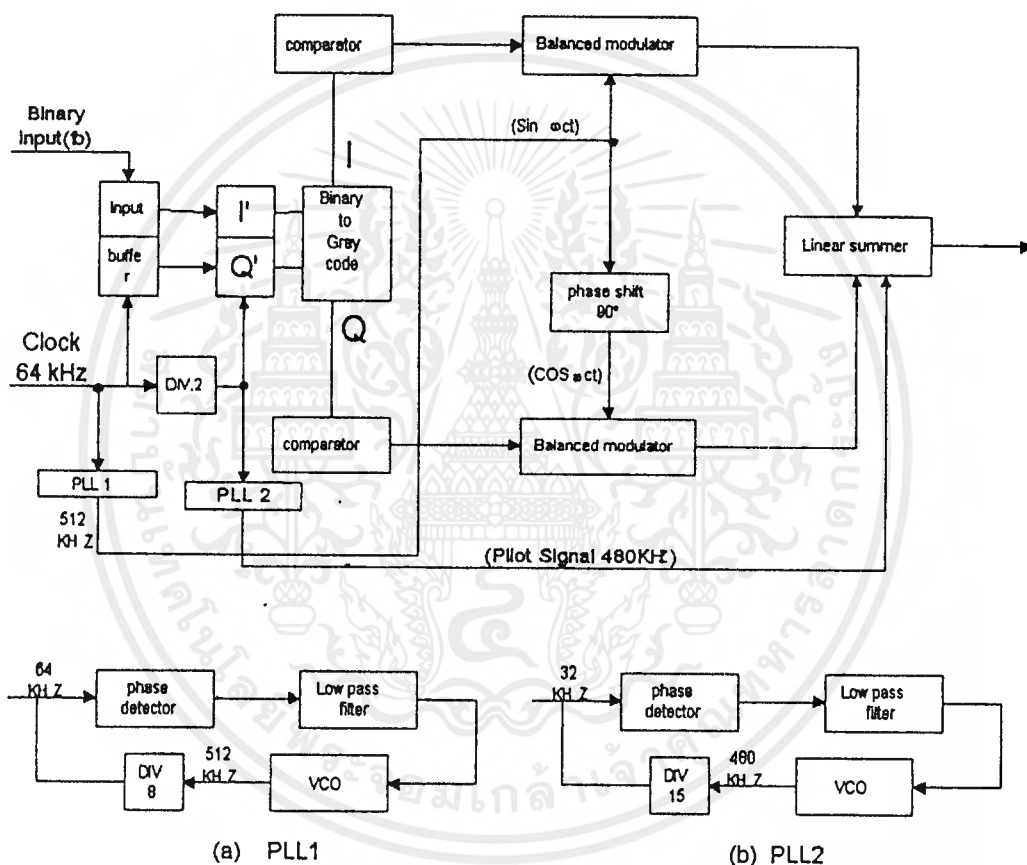 comparator
Balanced modulator
Binary
Input(fb)
(Sin ωct)
I
Input
buffe
r
I'
Q'
Binary
to
Gray
code
Linear summer
phase shift
90°
Q
Clock
64 kHz
DIV.2
(COS ωct)
comparator
Balanced modulator
PLL 1
PLL 2
512
KH Z
(Pilot Signal 480KHZ)
64
KH Z
phase
detector
Low pass
filter
512
KH Z
DIV
8
VCO
32
KH Z
phase
detector
Low pass
filter
480
KH Z
DIV
15
VCO
(a) PLL1
(b) PLL2